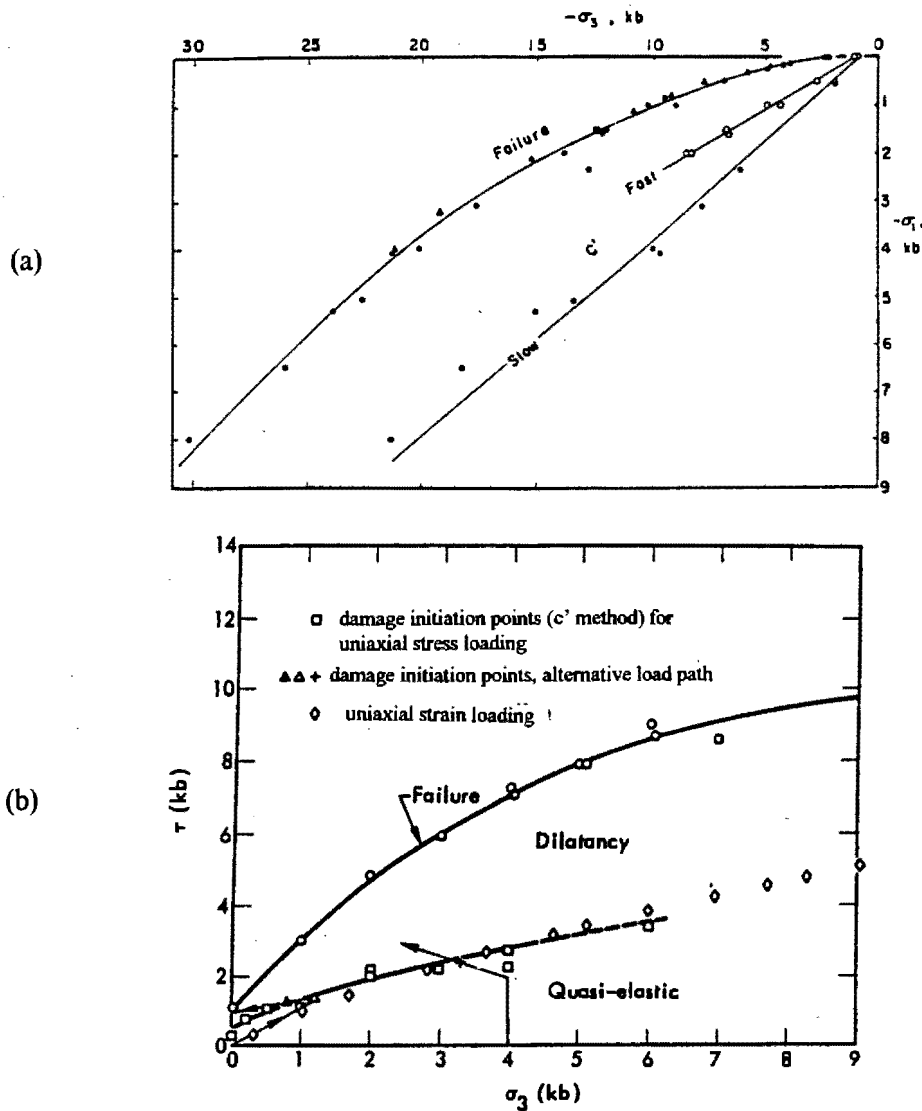 -σ3 , kb
30 25 20 15 10 5 0
Failure
Fast
1
2
3
-σ1,
kb
4
5
6
7
8
9
c'
Slow
(a)
14
12
10
8
6
4
2
0
τ (kb)
□ damage initiation points (c' method) for
uniaxial stress loading
▲△+ damage initiation points, alternative load path
◇ uniaxial strain loading
Failure
Dilatancy
Quasi-elastic
(b)
0 1 2 3 4 5 6 7 8 9
σ3 (kb)